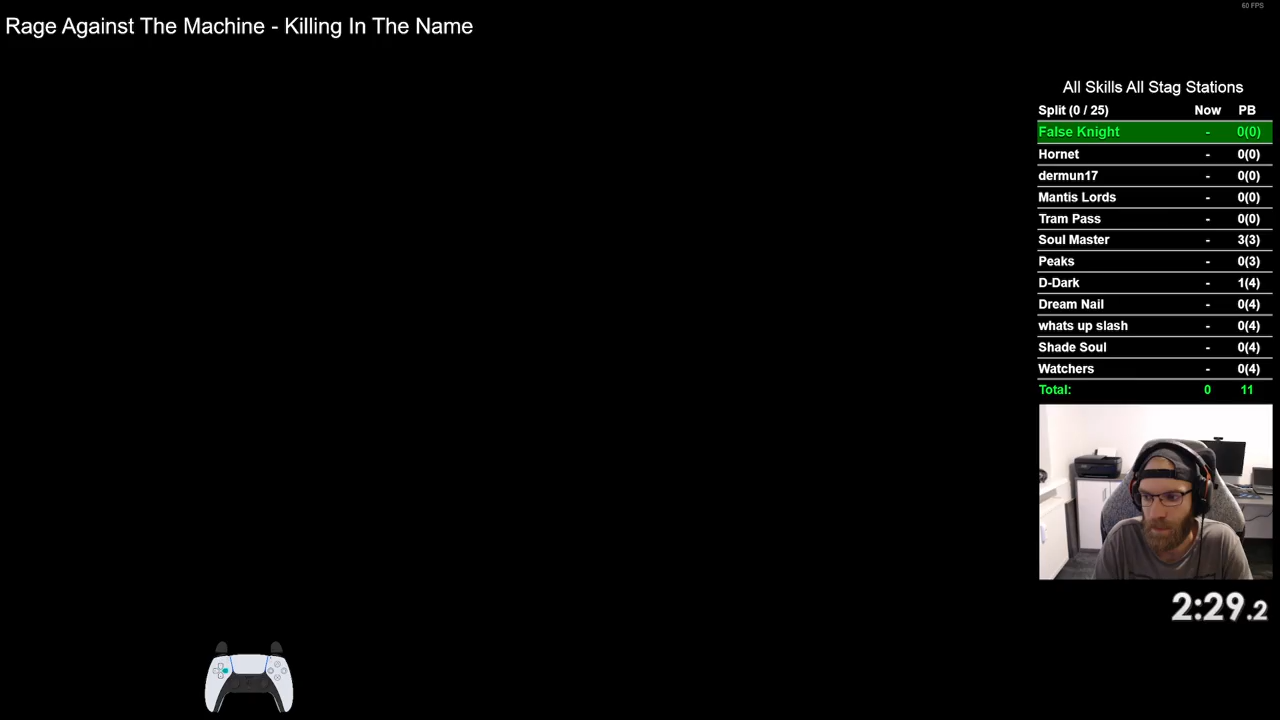 Rage Against The Machine - Killing In The Name
60 FPS
All Skills All Stag Stations
Split (0 / 25) Now PB
False Knight - 0(0)
Hornet - 0(0)
dermun17 - 0(0)
Mantis Lords - 0(0)
Tram Pass - 0(0)
Soul Master - 3(3)
Peaks - 0(3)
D-Dark - 1(4)
Dream Nail - 0(4)
whats up slash - 0(4)
Shade Soul - 0(4)
Watchers - 0(4)
Total: 0 11
2:29.2